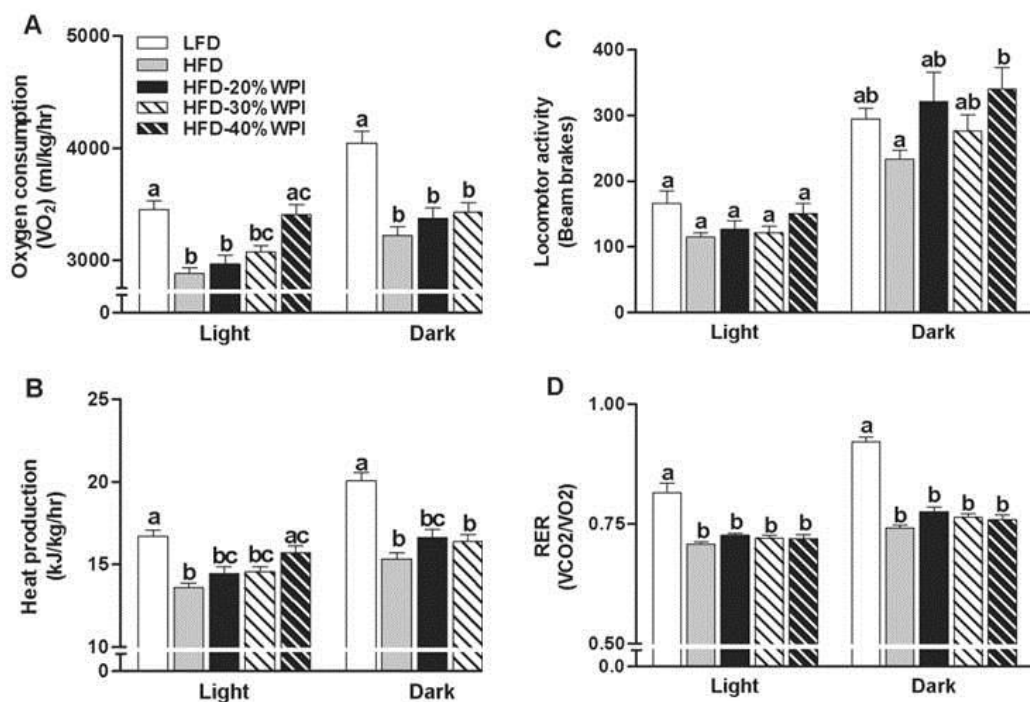 A
5000
4000
3000
0
Oxygen consumption
(VO2) (ml/kg/hr)
LFD
HFD
HFD-20% WPI
HFD-30% WPI
HFD-40% WPI
a
b
b
bc
ac
a
b
b
b
Light
Dark
C
400
300
200
100
0
Locomotor activity
(Beam brakes)
a
a
a
a
a
ab
a
ab
ab
b
Light
Dark
B
25
20
15
10
0
Heat production
(kJ/kg/hr)
a
b
bc
bc
ac
a
b
bc
b
Light
Dark
D
1.00
0.75
0.50
0.0
RER
(VCO2/VO2)
a
b
b
b
b
a
b
b
b
b
Light
Dark